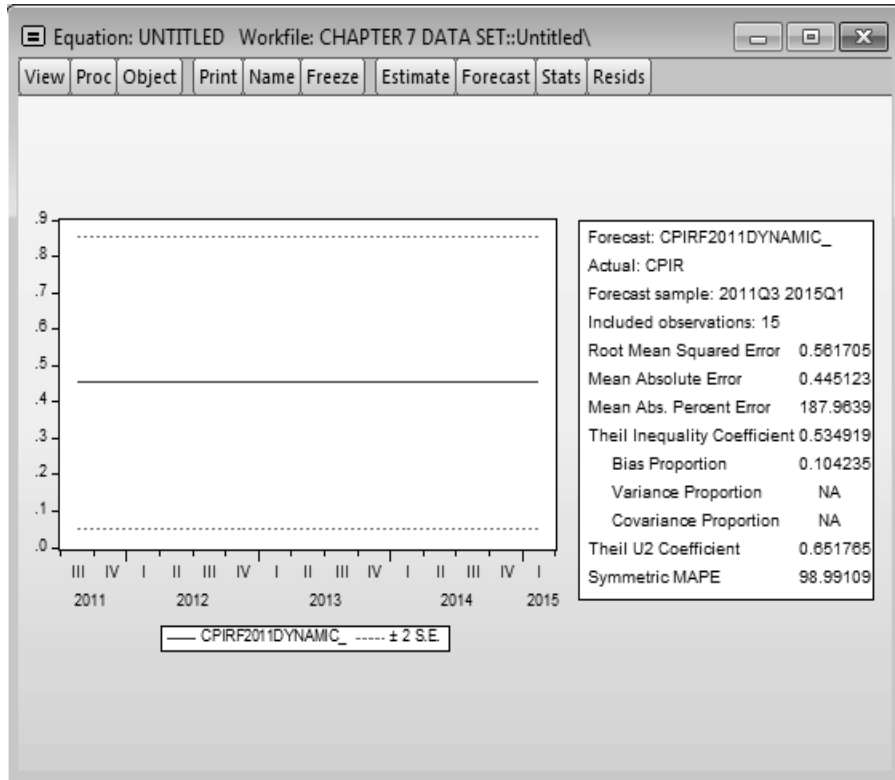 Equation: UNTITLED Workfile: CHAPTER 7 DATA SET::Untitled\
View Proc Object Print Name Freeze Estimate Forecast Stats Resids
.9
.8
.7
.6
.5
.4
.3
.2
.1
.0
III IV I II III IV I II III IV I II III IV I
2011 2012 2013 2014 2015
CPIRF2011DYNAMIC_ ± 2 S.E.
Forecast: CPIRF2011DYNAMIC_
Actual: CPIR
Forecast sample: 2011Q3 2015Q1
Included observations: 15
Root Mean Squared Error 0.561705
Mean Absolute Error 0.445123
Mean Abs. Percent Error 187.9639
Theil Inequality Coefficient 0.534919
Bias Proportion 0.104235
Variance Proportion NA
Covariance Proportion NA
Theil U2 Coefficient 0.651765
Symmetric MAPE 98.99109